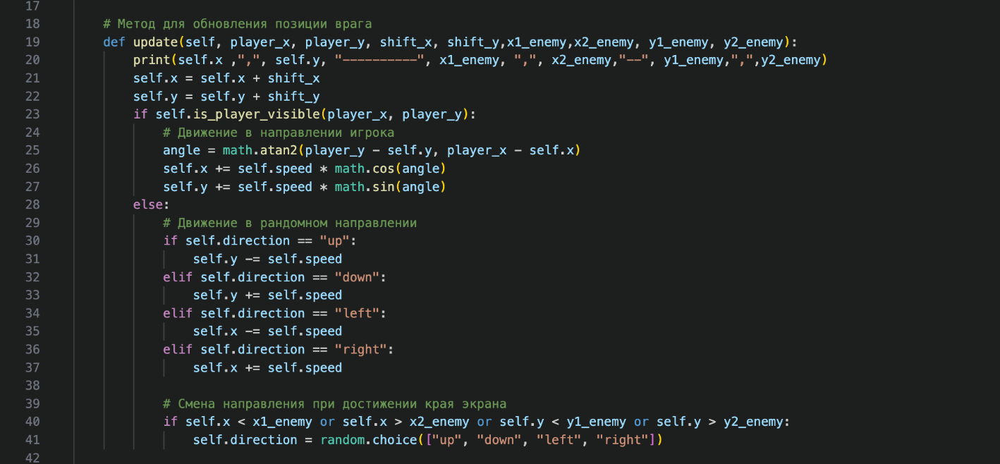 17
18 # Метод для обновления позиции врага
19 def update(self, player_x, player_y, shift_x, shift_y,x1_enemy,x2_enemy, y1_enemy, y2_enemy):
20 print(self.x ,",", self.y, "----------", x1_enemy, ",", x2_enemy,"--", y1_enemy,",",y2_enemy)
21 self.x = self.x + shift_x
22 self.y = self.y + shift_y
23 if self.is_player_visible(player_x, player_y):
24 # Движение в направлении игрока
25 angle = math.atan2(player_y - self.y, player_x - self.x)
26 self.x += self.speed * math.cos(angle)
27 self.y += self.speed * math.sin(angle)
28 else:
29 # Движение в рандомном направлении
30 if self.direction == "up":
31 self.y -= self.speed
32 elif self.direction == "down":
33 self.y += self.speed
34 elif self.direction == "left":
35 self.x -= self.speed
36 elif self.direction == "right":
37 self.x += self.speed
38
39 # Смена направления при достижении края экрана
40 if self.x < x1_enemy or self.x > x2_enemy or self.y < y1_enemy or self.y > y2_enemy:
41 self.direction = random.choice(["up", "down", "left", "right"])
42